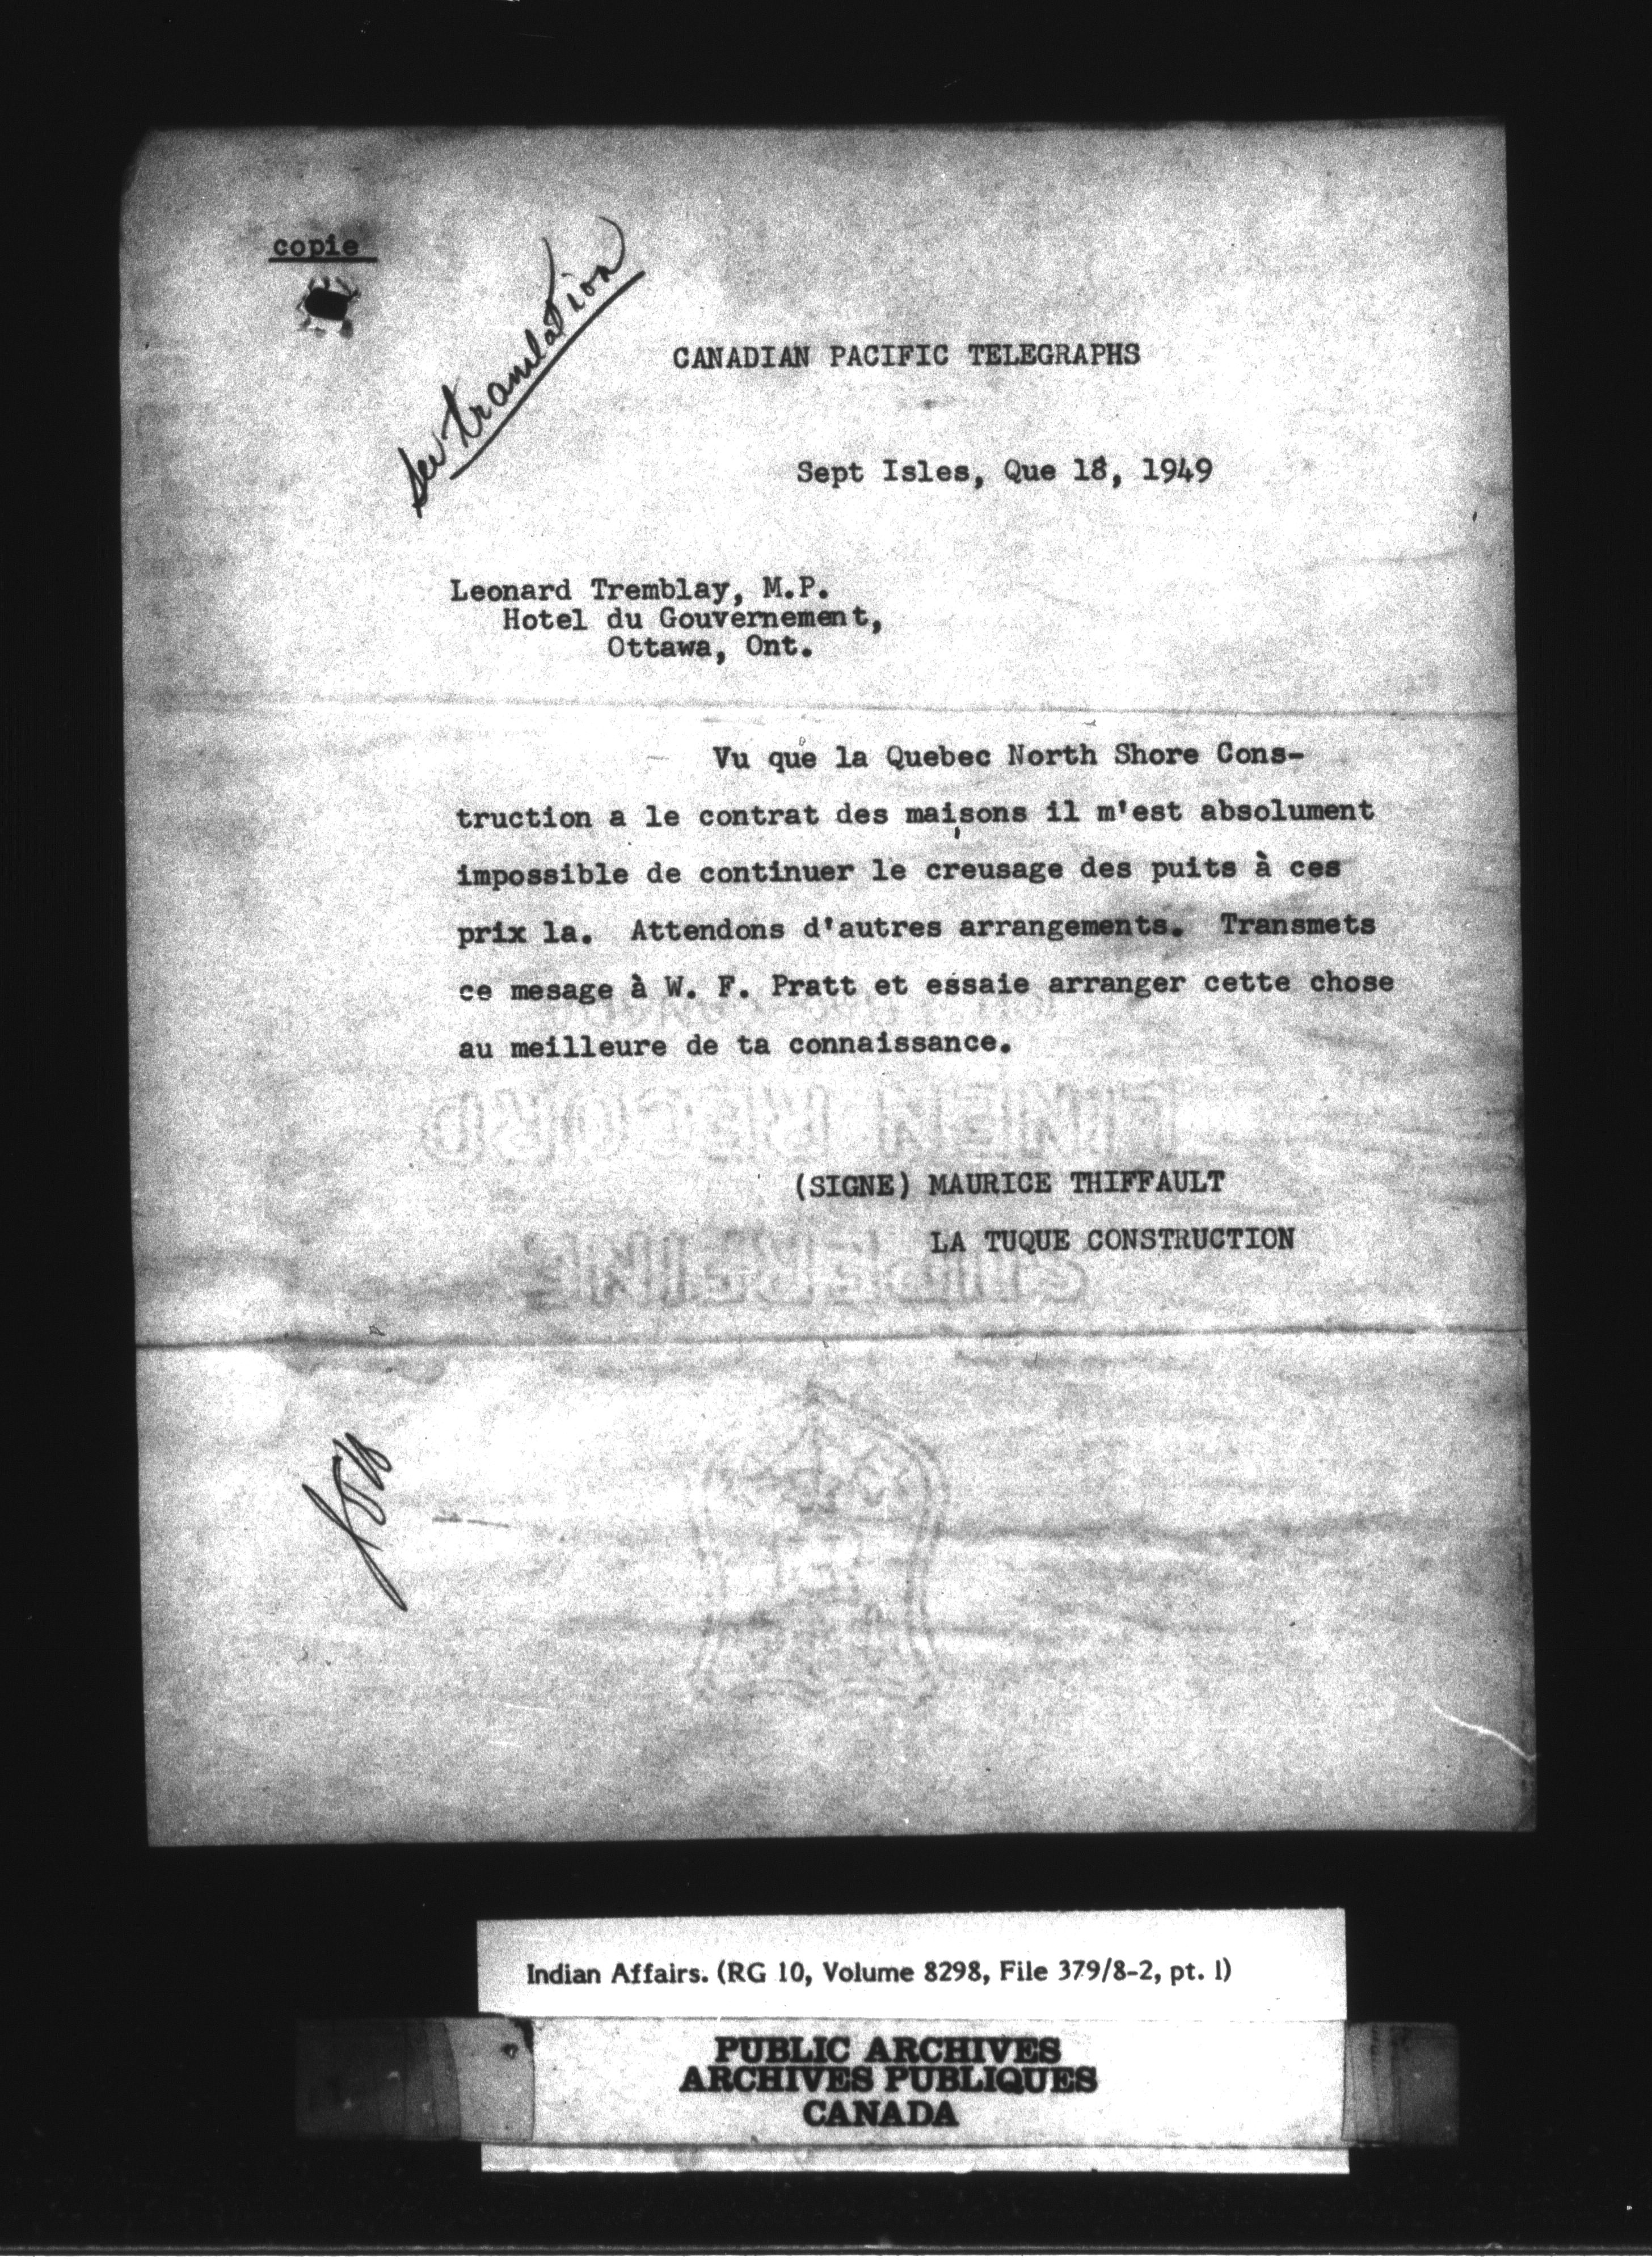 copie
See translation
CANADIAN PACIFIC TELEGRAPHS
Sept Isles, Que 18, 1949
Leonard Tremblay, M.P.
Hotel du Gouvernement,
Ottawa, Ont.
Vu que la Quebec North Shore Cons-
truction a le contrat des maisons il m'est absolument
impossible de continuer le creusage des puits à ces
prix la. Attendons d'autres arrangements. Transmets
ce mesage à W. F. Pratt et essaie arranger cette chose
au meilleure de ta connaissance.
LINEN RECORD
(SIGNE) MAURICE THIFFAULT
LA TUQUE CONSTRUCTION
Indian Affairs. (RG 10, Volume 8298, File 379/8-2, pt. 1)
PUBLIC ARCHIVES
ARCHIVES PUBLIQUES
CANADA